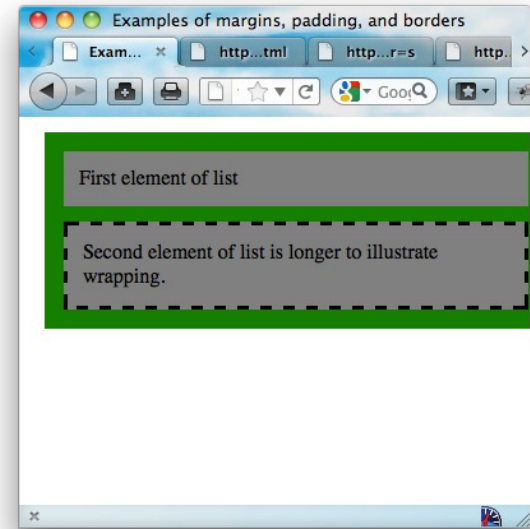 Examples of margins, padding, and borders
Exam... × http...tml http...r=s http..
Goo
First element of list
Second element of list is longer to illustrate
wrapping.
×